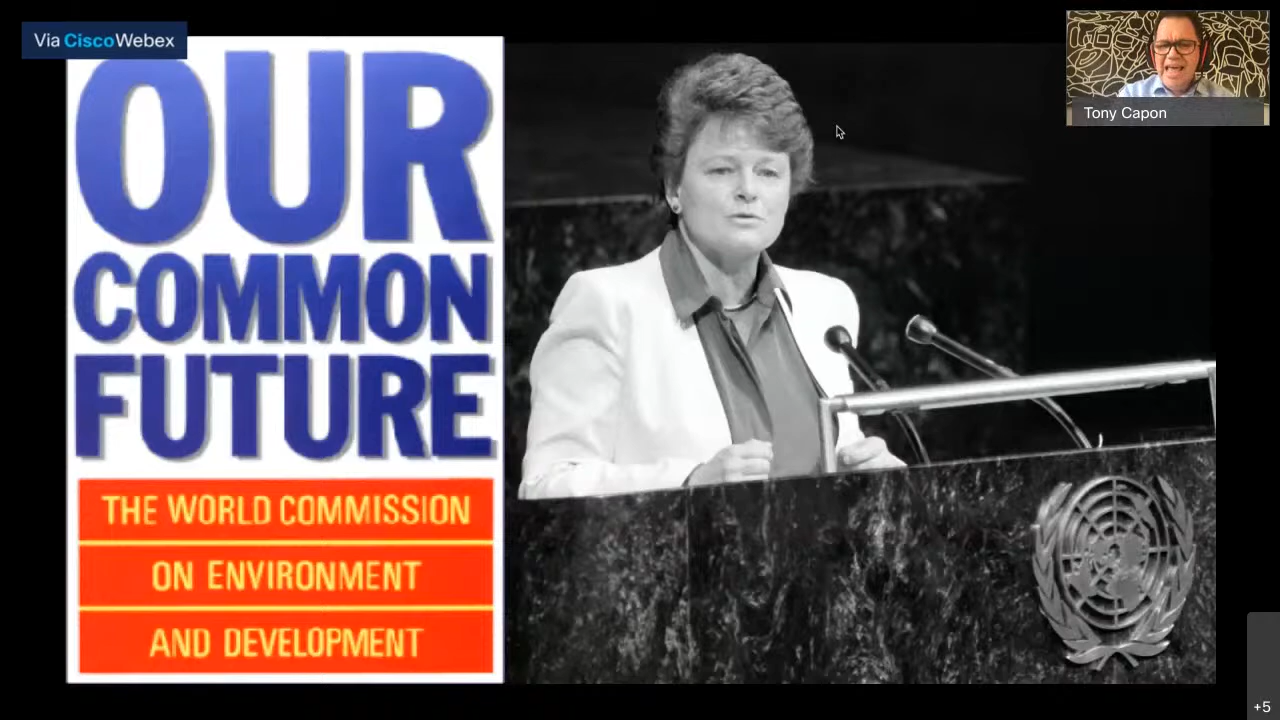 Via CiscoWebex
OUR
COMMON
FUTURE
THE WORLD COMMISSION
ON ENVIRONMENT
AND DEVELOPMENT
Tony Capon
+5